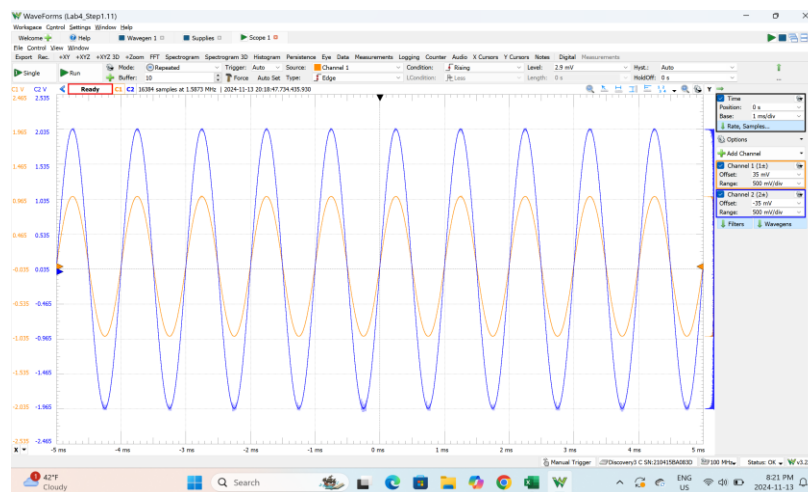 WaveForms (Lab4_Step1.11)
Workspace Control Settings Window Help
Welcome Help Wavegen 1 Supplies Scope 1
File Control View Window
Export Rec. +XY +XYZ +XYZ 3D +Zoom FFT Spectrogram Spectrogram 3D Histogram Persistence Eye Data Measurements Logging Counter Audio X Cursors Y Cursors Notes Digital Measurements
Single Run Mode: Repeated Trigger: Auto Source: Channel 1 Condition: Rising Level: 2.9 mV Hyst.: Auto
Buffer: 10 Force Auto Set Type: Edge LCondition: Less Length: 0 s HoldOff: 0 s
C1 V C2 V Ready C1 C2 16384 samples at 1.5873 MHz | 2024-11-13 20:18:47.734.435.930
2.465 2.535
1.965 2.035
1.465 1.535
0.965 1.035
0.465 0.535
-0.035 0.035
-0.535 -0.465
-1.035 -0.965
-1.535 -1.465
-2.035 -1.965
-2.535 -2.465
X -5 ms -4 ms -3 ms -2 ms -1 ms 0 ms 1 ms 2 ms 3 ms 4 ms 5 ms
Y
Time
Position: 0 s
Base: 1 ms/div
Rate, Samples...
Options
Add Channel
Channel 1 (1±)
Offset: 35 mV
Range: 500 mV/div
Channel 2 (2±)
Offset: -35 mV
Range: 500 mV/div
Filters Wavegens
Manual Trigger Discovery3 C SN:210415BA083D 100 MHz Status: OK v3.2
42°F
Cloudy
Search
ENG
US
8:21 PM
2024-11-13